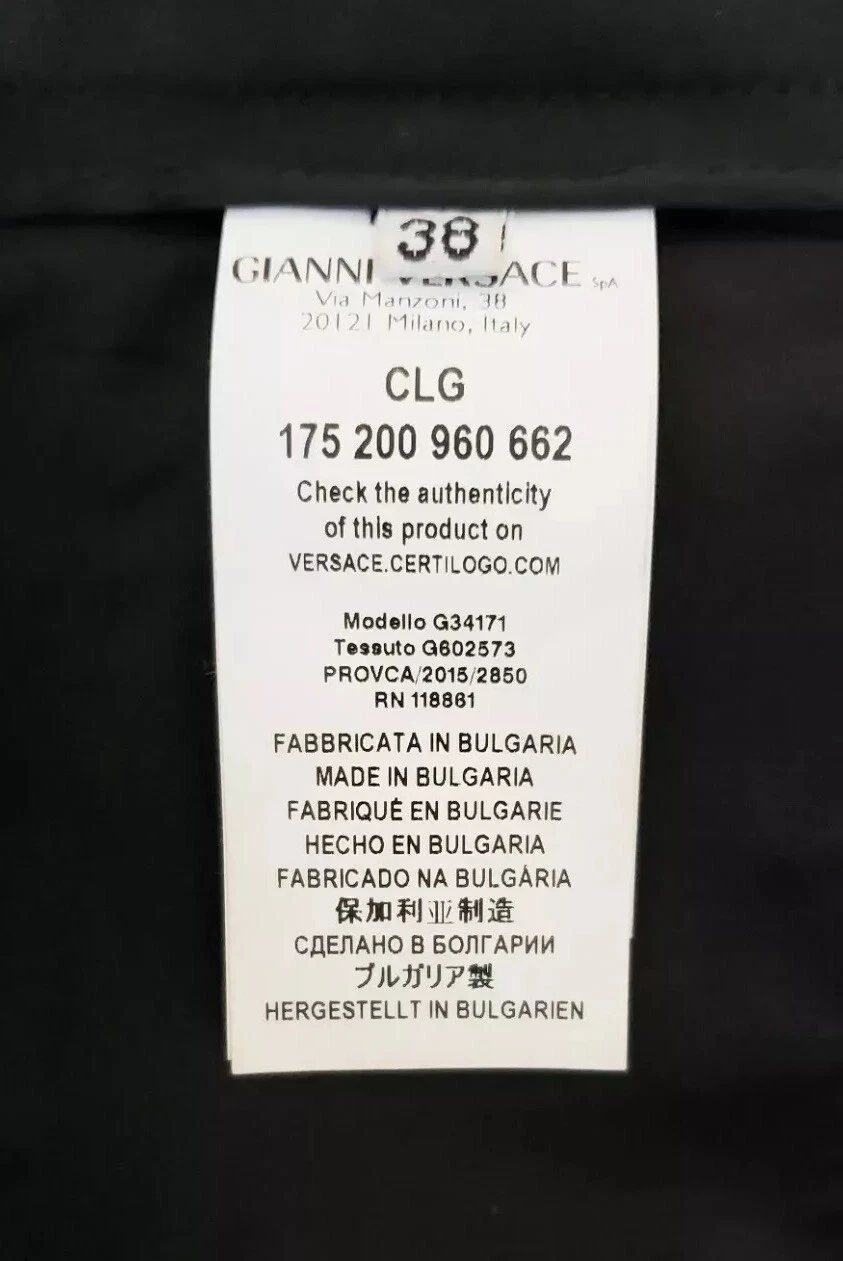 38
GIANNI VERSACE SpA
Via Manzoni, 38
20121 Milano, Italy
CLG
175 200 960 662
Check the authenticity
of this product on
VERSACE.CERTILOGO.COM
Modello G34171
Tessuto G602573
PROVCA/2015/2850
RN 118861
FABBRICATA IN BULGARIA
MADE IN BULGARIA
FABRIQUÉ EN BULGARIE
HECHO EN BULGARIA
FABRICADO NA BULGÁRIA
保加利亚制造
СДЕЛАНО В БОЛГАРИИ
ブルガリア製
HERGESTELLT IN BULGARIEN